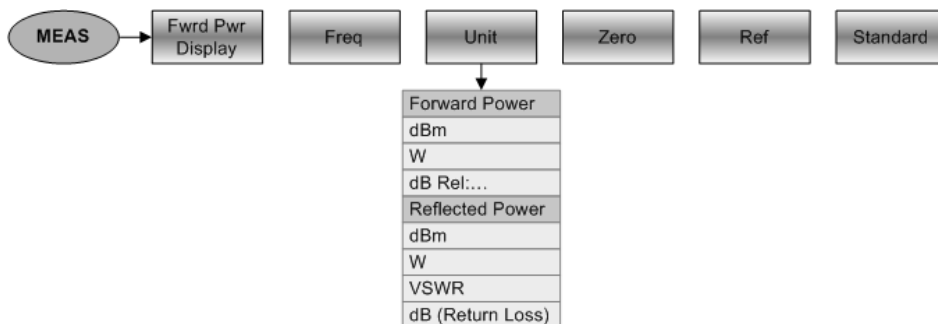 MEAS
Fwrd Pwr
Display
Freq
Unit
Zero
Ref
Standard
Forward Power
dBm
W
dB Rel:...
Reflected Power
dBm
W
VSWR
dB (Return Loss)